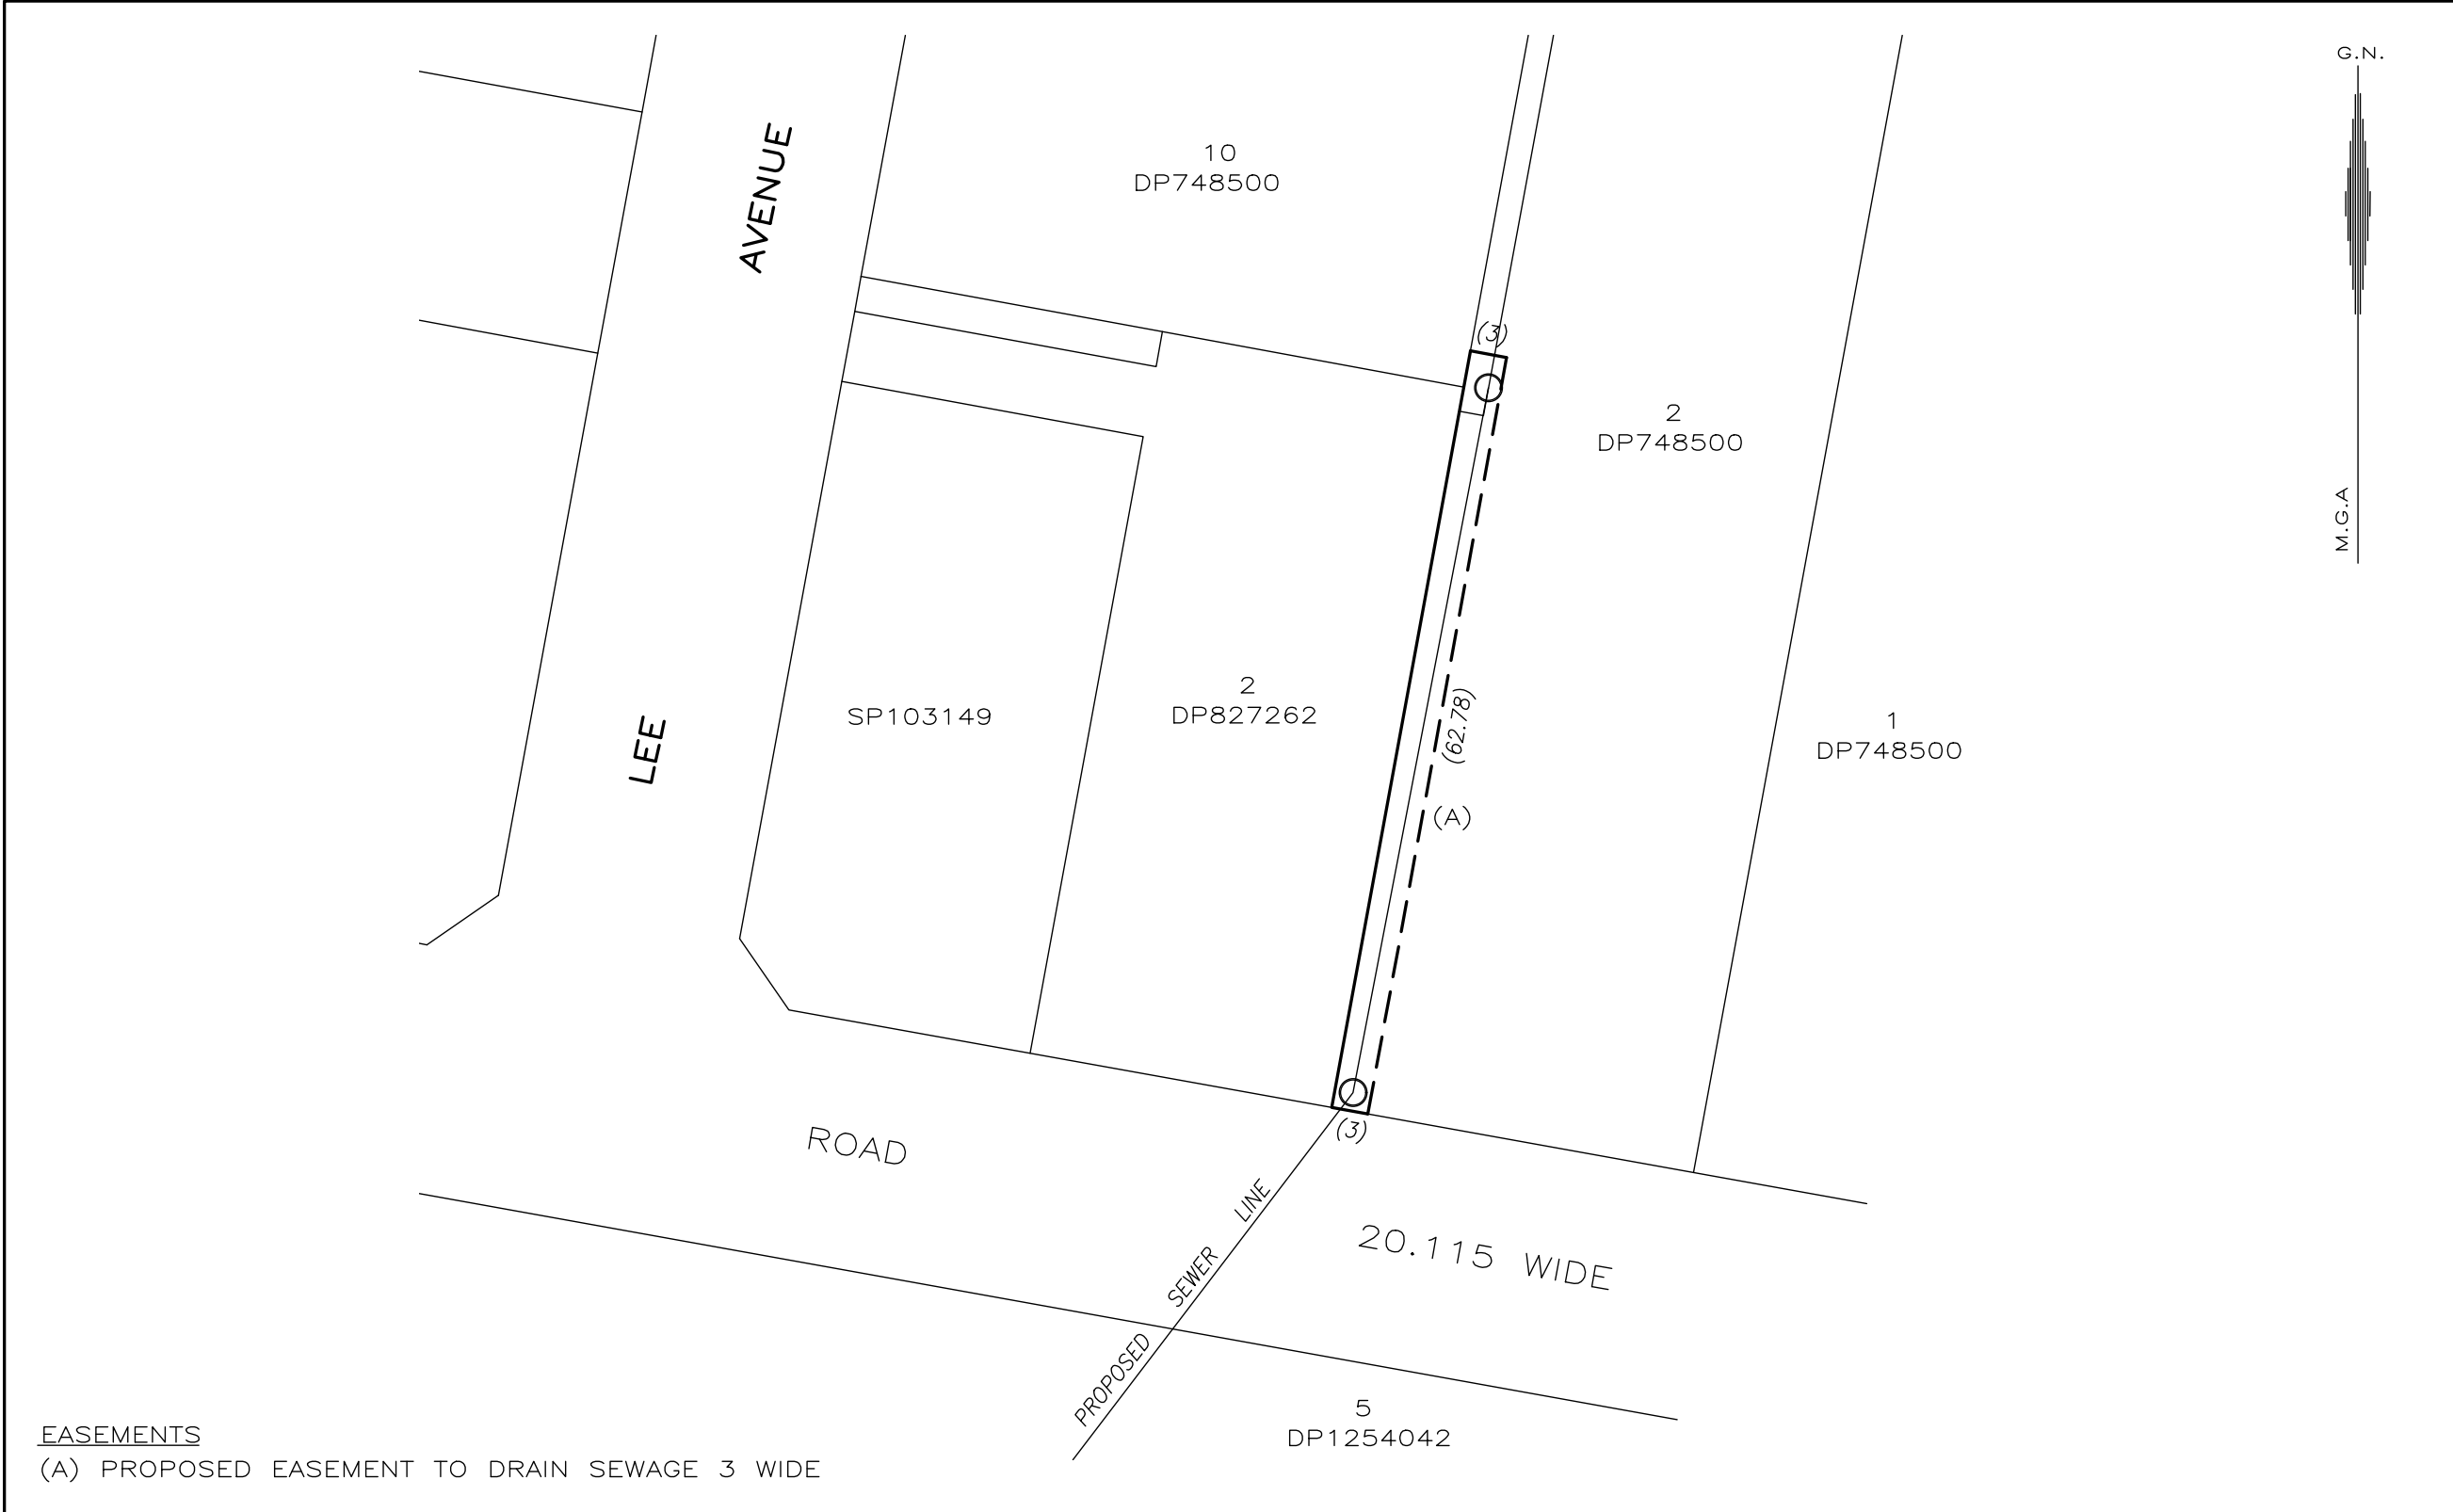 G.N.
AVENUE
10
DP748500
(3)
2
DP748500
M.G.A
LEE
SP103149
2
DP827262
(62.78)
1
DP748500
(A)
(3)
ROAD
20.115 WIDE
PROPOSED SEWER LINE
5
DP1254042
EASEMENTS
(A) PROPOSED EASEMENT TO DRAIN SEWAGE 3 WIDE